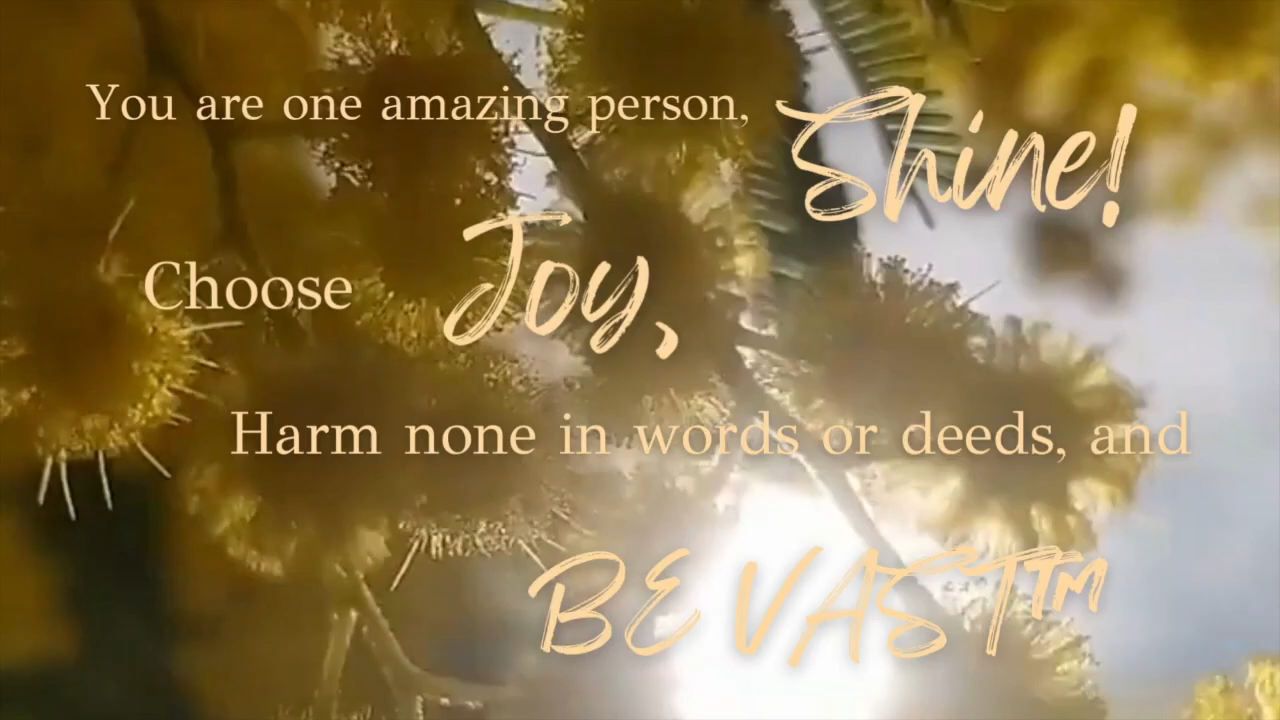 You are one amazing person, Shine!
Choose Joy,
Harm none in words or deeds, and
BE VAST™